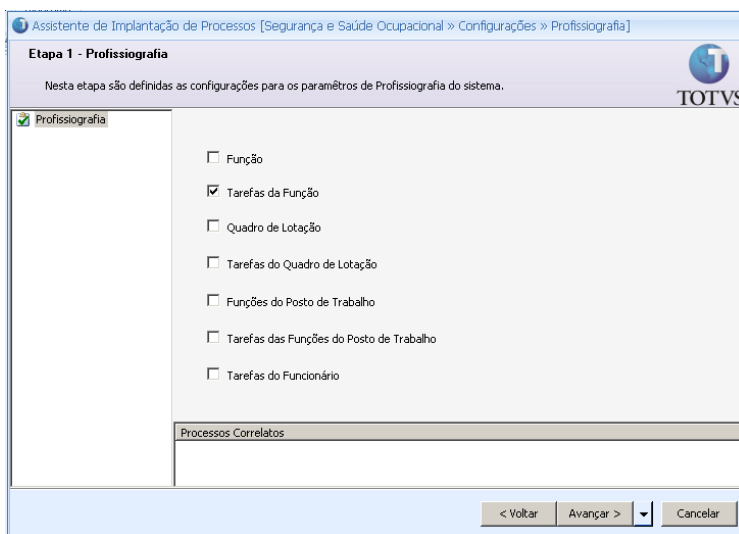 Assistente de Implantação de Processos [Segurança e Saúde Ocupacional » Configurações » Profissiografia]
Etapa 1 - Profissiografia
Nesta etapa são definidas as configurações para os paramêtros de Profissiografia do sistema.
TOTVS
Profissiografia
Função
Tarefas da Função
Quadro de Lotação
Tarefas do Quadro de Lotação
Funções do Posto de Trabalho
Tarefas das Funções do Posto de Trabalho
Tarefas do Funcionário
Processos Correlatos
< Voltar Avançar > Cancelar